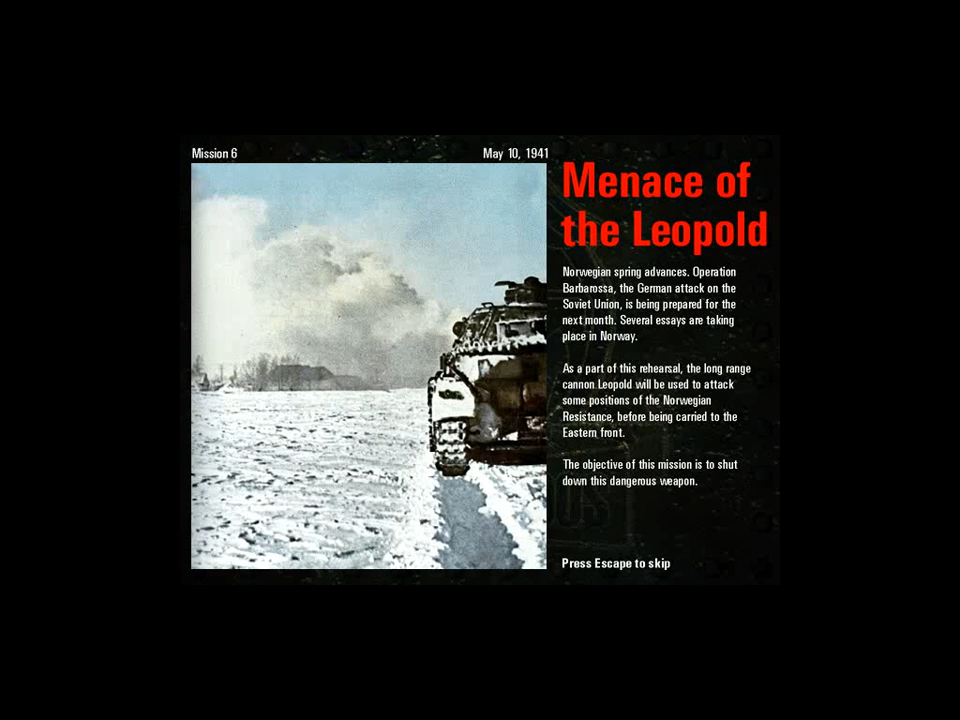 Mission 6
May 10, 1941
Menace of
the Leopold
Norwegian spring advances. Operation
Barbarossa, the German attack on the
Soviet Union, is being prepared for the
next month. Several essays are taking
place in Norway.
As a part of this rehearsal, the long range
cannon Leopold will be used to attack
some positions of the Norwegian
Resistance, before being carried to the
Eastern front.
The objective of this mission is to shut
down this dangerous weapon.
Press Escape to skip